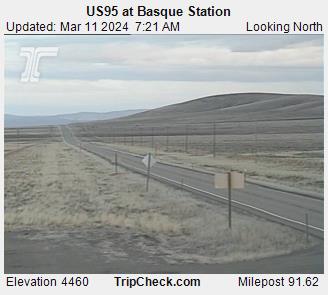 US95 at Basque Station
Updated: Mar 11 2024 7:21 AM Looking North
Elevation 4460 TripCheck.com Milepost 91.62